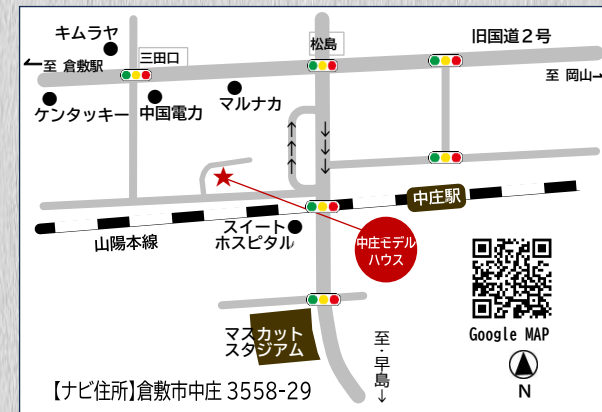 キムラヤ
三田口
松島
旧国道2号
←至 倉敷駅
至 岡山→
ケンタッキー
中国電力
マルナカ
中庄駅
山陽本線
スイート
ホスピタル
中庄モデル
ハウス
マスカット
スタジアム
至・早島↓
Google MAP
N
【ナビ住所】倉敷市中庄 3558-29